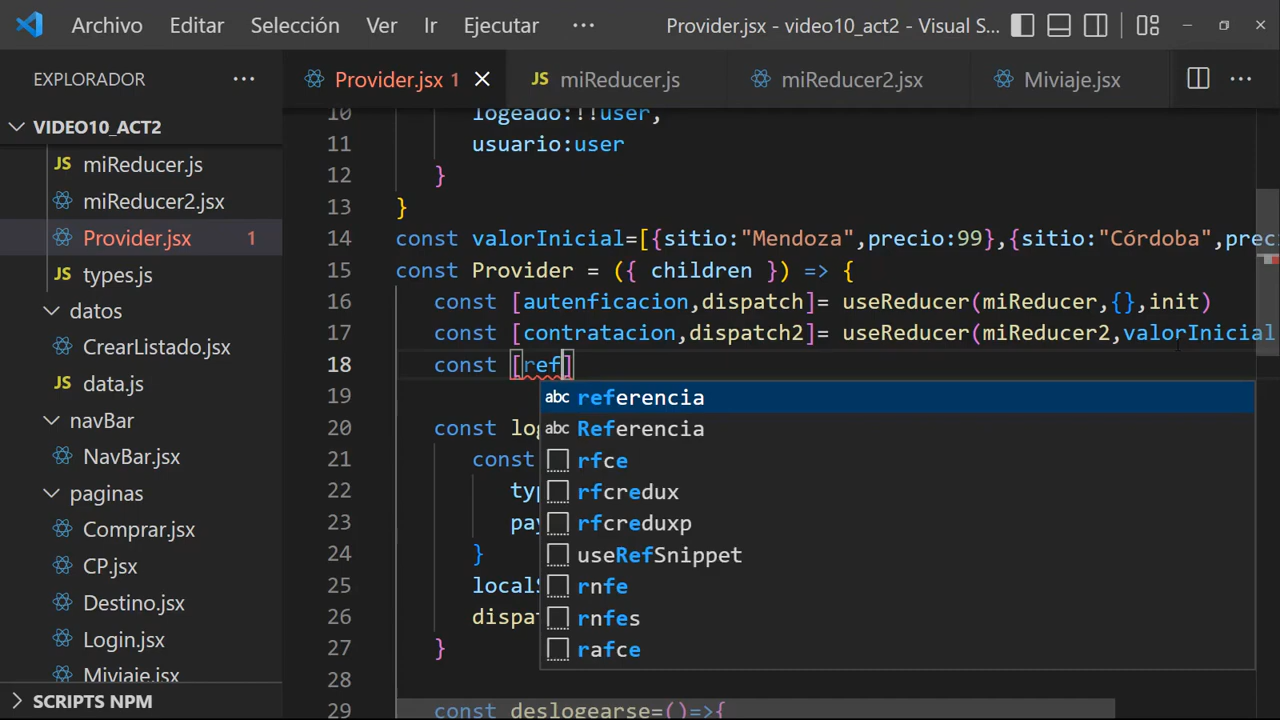 Archivo Editar Selección Ver Ir Ejecutar ··· Provider.jsx - video10_act2 - Visual S...
EXPLORADOR ···
Provider.jsx 1 JS miReducer.js miReducer2.jsx Miviaje.jsx ···
VIDEO10_ACT2
JS miReducer.js
miReducer2.jsx
Provider.jsx 1
JS types.js
datos
CrearListado.jsx
JS data.js
navBar
NavBar.jsx
paginas
Comprar.jsx
CP.jsx
Destino.jsx
Login.jsx
Miviaje.jsx
SCRIPTS NPM
10 logeado:!!user,
11 usuario:user
12 }
13 }
14 const valorInicial=[{sitio:"Mendoza",precio:99},{sitio:"Córdoba",prec
15 const Provider = ({ children }) => {
16 const [autenficacion,dispatch]= useReducer(miReducer,{},init)
17 const [contratacion,dispatch2]= useReducer(miReducer2,valorInicial
18 const [ref]
19
20 const log
21 const
22 typ
23 pay
24 }
25 localS
26 dispat
27 }
28
29 const deslogearse=()=>{
abc referencia
abc Referencia
rfce
rfcredux
rfcreduxp
useRefSnippet
rnfe
rnfes
rafce